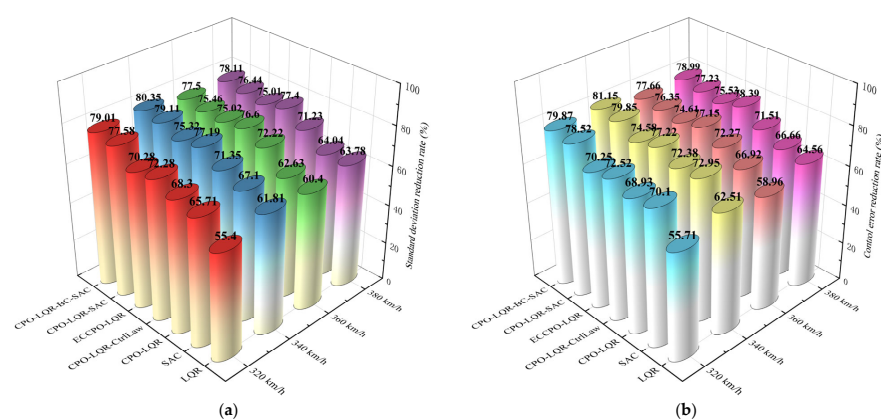 79.01
77.58
70.28
72.28
68.3
65.71
55.4
80.35
79.11
75.32
77.19
71.35
67.1
61.81
77.5
75.46
75.02
76.6
72.22
62.63
60.4
78.11
76.44
75.01
77.4
71.23
64.04
63.78
100
80
60
40
20
0
Standard deviation reduction rate (%)
CPO-LQR-Irc-SAC
CPO-LQR-SAC
ECCPO-LQR
CPO-LQR-CtrlLaw
CPO-LQR
SAC
LQR
320 km/h
340 km/h
360 km/h
380 km/h
(a)
79.87
78.52
70.25
72.52
68.93
70.1
55.71
81.15
79.85
74.58
77.22
72.38
72.95
62.51
77.66
76.35
74.61
77.15
72.27
66.92
58.96
78.99
77.23
75.53
78.39
71.51
66.66
64.56
100
80
60
40
20
0
Control error reduction rate (%)
CPO-LQR-Irc-SAC
CPO-LQR-SAC
ECCPO-LQR
CPO-LQR-CtrlLaw
CPO-LQR
SAC
LQR
320 km/h
340 km/h
360 km/h
380 km/h
(b)